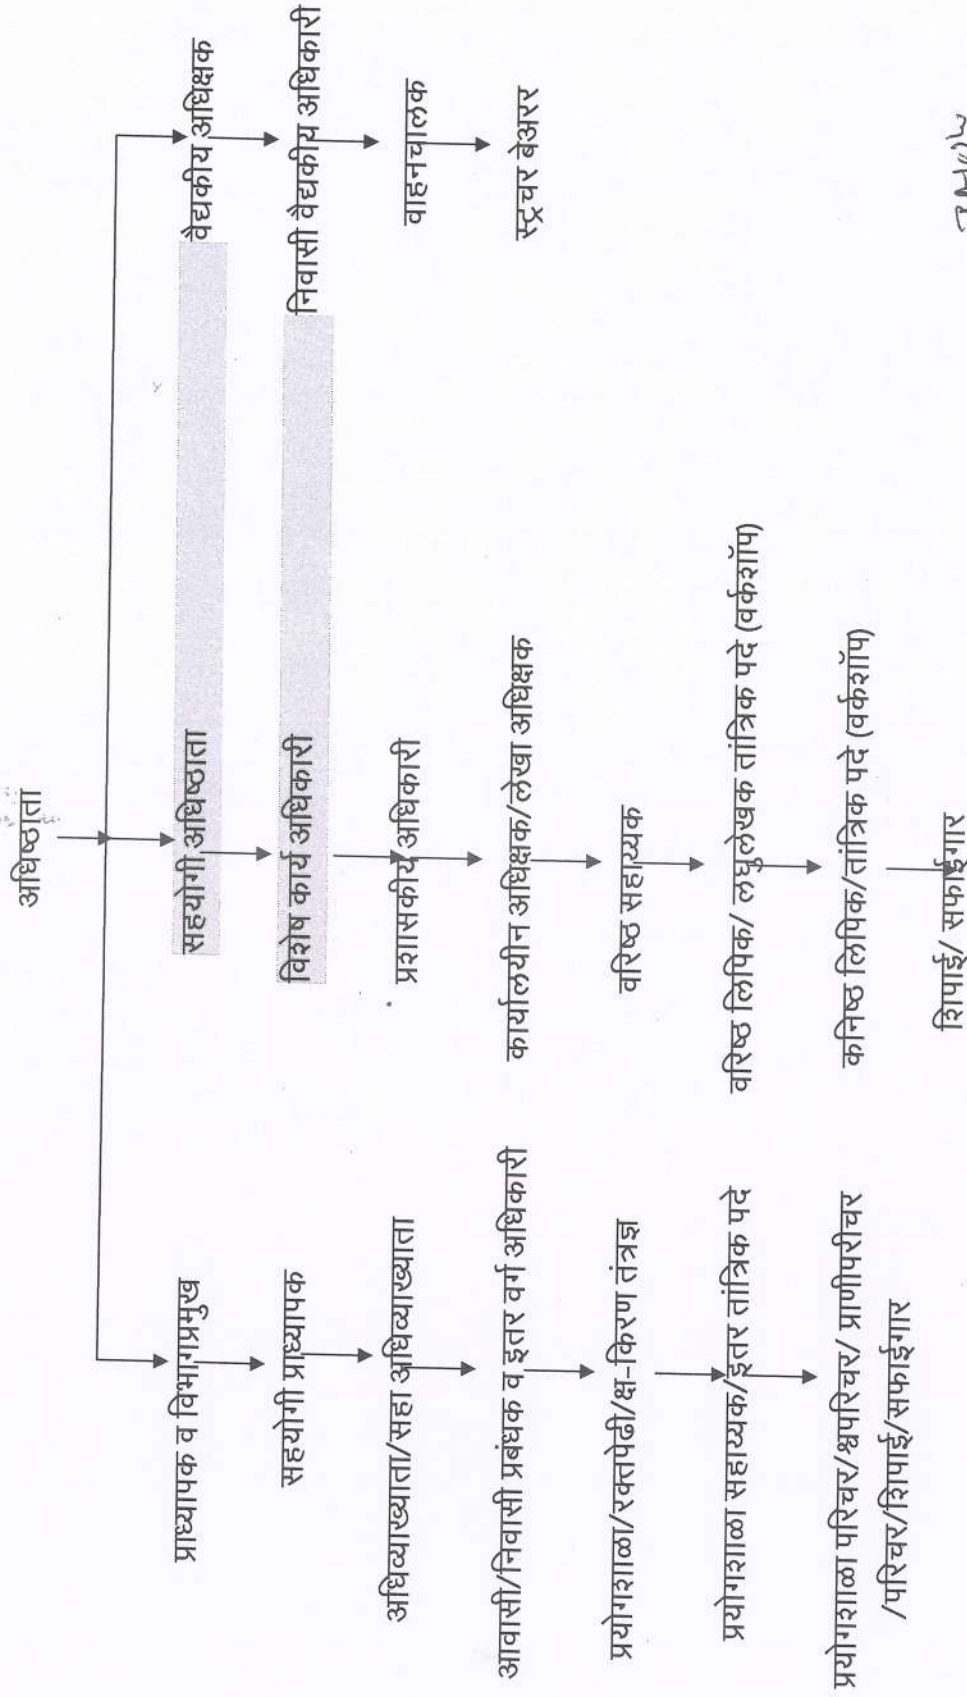 अधिष्ठाता
प्राध्यापक व विभागप्रमुख
सहयोगी प्राध्यापक
अधिव्याख्याता/सहा अधिव्याख्याता
आवासी/निवासी प्रबंधक व इतर वर्ग अधिकारी
प्रयोगशाळा/रक्तपेढी/क्ष-किरण तंत्रज्ञ
प्रयोगशाळा सहाय्यक/इतर तांत्रिक पदे
प्रयोगशाळा परिचर/क्षपरिचर/ प्राणीपरीचर
/परिचर/शिपाई/सफाईगार
सहयोगी अधिष्ठाता
विशेष कार्य अधिकारी
प्रशासकीय अधिकारी
कार्यालयीन अधिक्षक/लेखा अधिक्षक
वरिष्ठ सहाय्यक
वरिष्ठ लिपिक/ लघुलेखक तांत्रिक पदे (वर्कशॉप)
कनिष्ठ लिपिक/तांत्रिक पदे (वर्कशॉप)
शिपाई/ सफाईगार
वैद्यकीय अधिक्षक
निवासी वैद्यकीय अधिकारी
वाहनचालक
स्ट्रचर बेअरर